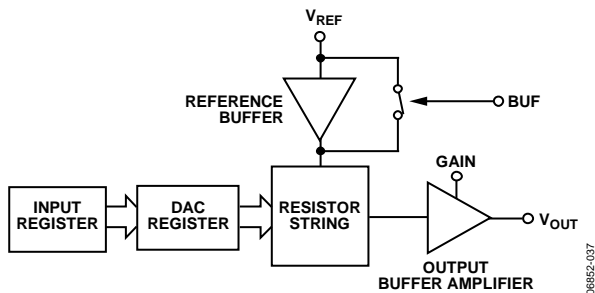 VREF
REFERENCE
BUFFER
BUF
GAIN
INPUT
REGISTER
DAC
REGISTER
RESISTOR
STRING
VOUT
OUTPUT
BUFFER AMPLIFIER
06852-037